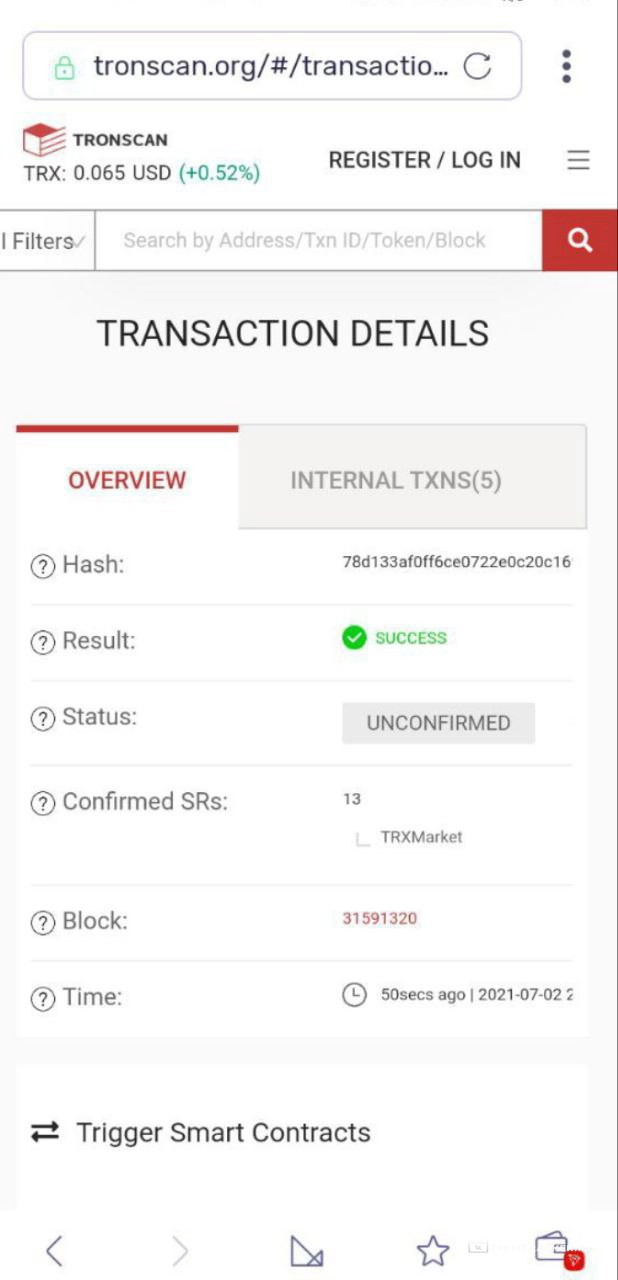 tronscan.org/#/transactio...
TRONSCAN
TRX: 0.065 USD (+0.52%)
REGISTER / LOG IN
l Filters
Search by Address/Txn ID/Token/Block
TRANSACTION DETAILS
OVERVIEW
INTERNAL TXNS(5)
? Hash:
78d133af0ff6ce0722e0c20c16
? Result:
SUCCESS
? Status:
UNCONFIRMED
? Confirmed SRs:
13
TRXMarket
? Block:
31591320
? Time:
50secs ago | 2021-07-02 2
Trigger Smart Contracts